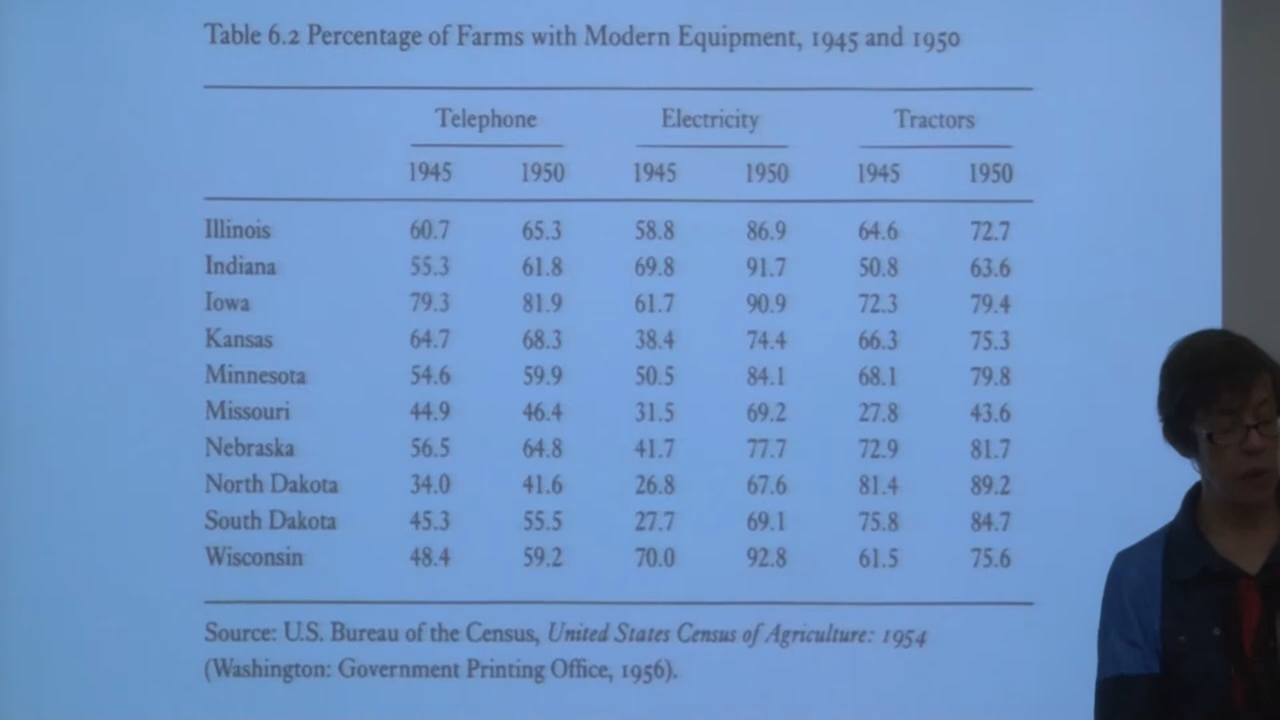 Table 6.2 Percentage of Farms with Modern Equipment, 1945 and 1950
Telephone Electricity Tractors
1945 1950 1945 1950 1945 1950
Illinois 60.7 65.3 58.8 86.9 64.6 72.7
Indiana 55.3 61.8 69.8 91.7 50.8 63.6
Iowa 79.3 81.9 61.7 90.9 72.3 79.4
Kansas 64.7 68.3 38.4 74.4 66.3 75.3
Minnesota 54.6 59.9 50.5 84.1 68.1 79.8
Missouri 44.9 46.4 31.5 69.2 27.8 43.6
Nebraska 56.5 64.8 41.7 77.7 72.9 81.7
North Dakota 34.0 41.6 26.8 67.6 81.4 89.2
South Dakota 45.3 55.5 27.7 69.1 75.8 84.7
Wisconsin 48.4 59.2 70.0 92.8 61.5 75.6
Source: U.S. Bureau of the Census, United States Census of Agriculture: 1954
(Washington: Government Printing Office, 1956).